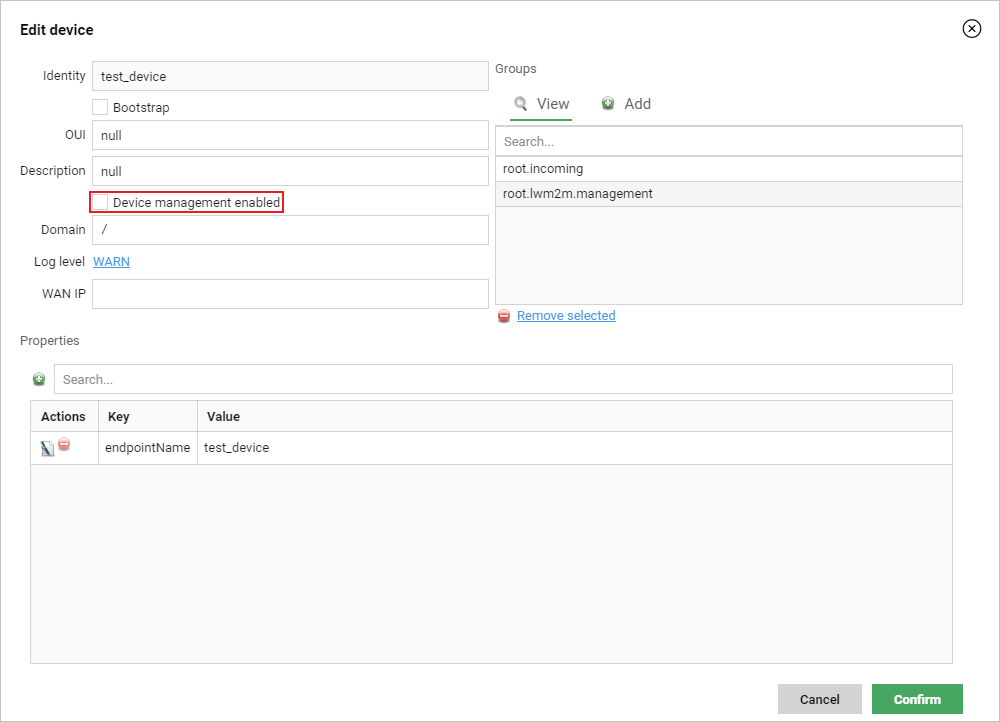 Edit device
Identity test_device
Bootstrap
OUI null
Description null
Device management enabled
Domain /
Log level WARN
WAN IP
Groups
View Add
Search...
root.incoming
root.lwm2m.management
Remove selected
Properties
Search...
Actions Key Value
endpointName test_device
Cancel Confirm